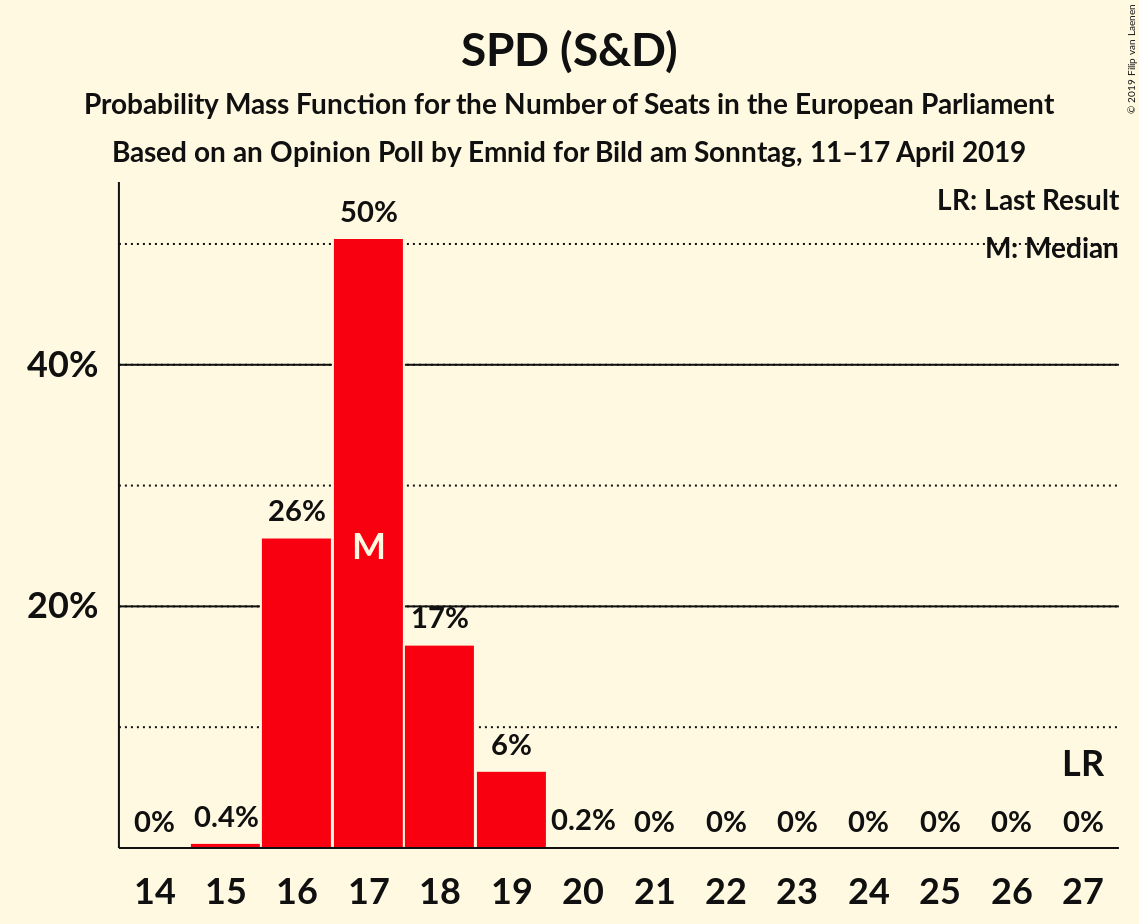 SPD (S&D)
Probability Mass Function for the Number of Seats in the European Parliament
Based on an Opinion Poll by Emnid for Bild am Sonntag, 11–17 April 2019
© 2019 Filip van Laenen
LR: Last Result
M: Median
50%
40%
26%
M
20%
17%
6%
LR
0% 0.4% 0.2% 0% 0% 0% 0% 0% 0% 0%
14 15 16 17 18 19 20 21 22 23 24 25 26 27